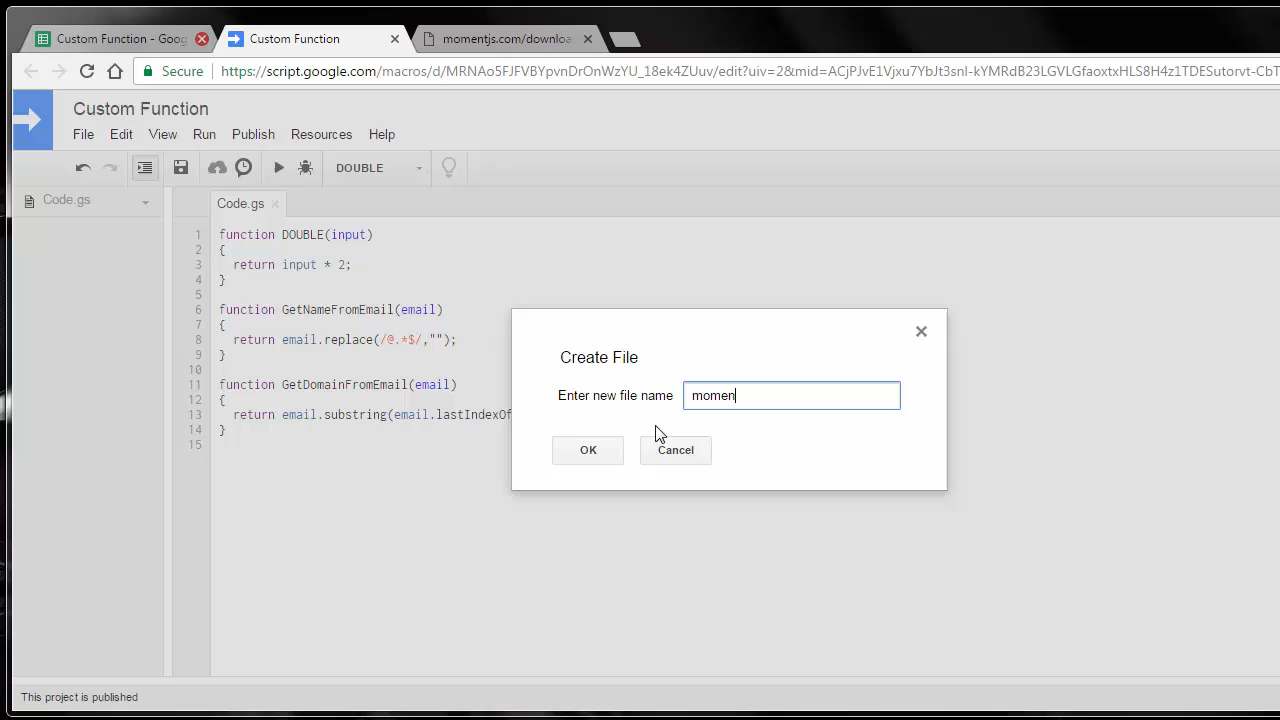 Custom Function - Goog
Custom Function
momentjs.com/downloa
Secure
https://script.google.com/macros/d/MRNAo5FJFVBYpvnDrOnWzYU_18ek4ZUuv/edit?uiv=2&mid=ACjPJvE1Vjxu7YbJt3snl-kYMRdB23LGVLGfaoxtxHLS8H4z1TDESutorvt-CbT
Custom Function
File Edit View Run Publish Resources Help
DOUBLE
Code.gs
Code.gs
1 function DOUBLE(input)
2 {
3 return input * 2;
4 }
5
6 function GetNameFromEmail(email)
7 {
8 return email.replace(/@.*$/,"");
9 }
10
11 function GetDomainFromEmail(email)
12 {
13 return email.substring(email.lastIndexOf
14 }
15
Create File
Enter new file name momen
OK Cancel
This project is published